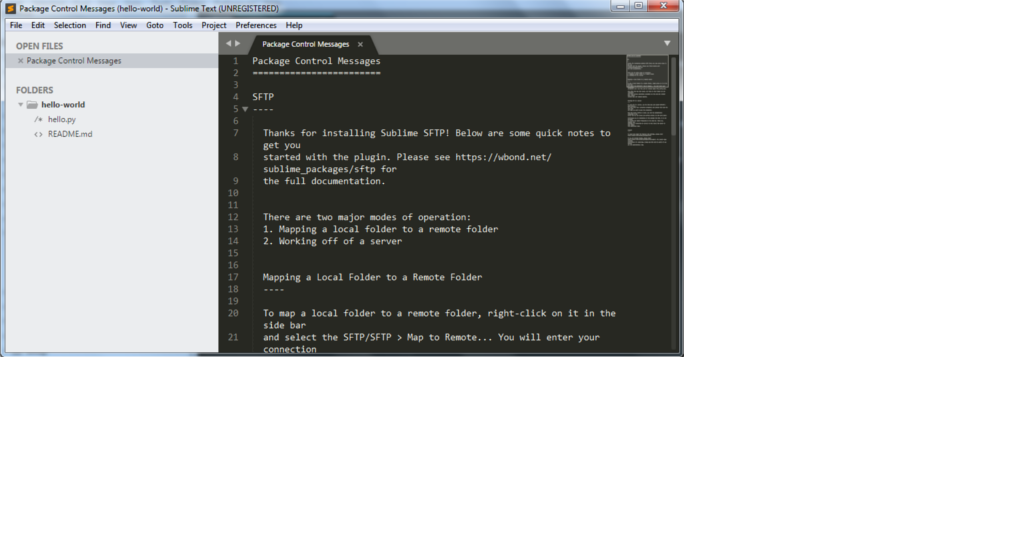 Package Control Messages (hello-world) - Sublime Text (UNREGISTERED)
File Edit Selection Find View Goto Tools Project Preferences Help
OPEN FILES
Package Control Messages
FOLDERS
hello-world
/* hello.py
<> README.md
Package Control Messages
1 Package Control Messages
2 ========================
3
4 SFTP
5 ----
6
7 Thanks for installing Sublime SFTP! Below are some quick notes to
get you
8 started with the plugin. Please see https://wbond.net/
sublime_packages/sftp for
9 the full documentation.
10
11
12 There are two major modes of operation:
13 1. Mapping a local folder to a remote folder
14 2. Working off of a server
15
16
17 Mapping a Local Folder to a Remote Folder
18 ----
19
20 To map a local folder to a remote folder, right-click on it in the
side bar
21 and select the SFTP/SFTP > Map to Remote... You will enter your
connection